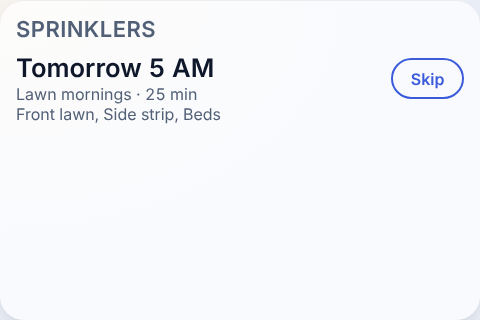 SPRINKLERS
Tomorrow 5 AM
Lawn mornings · 25 min
Front lawn, Side strip, Beds
Skip